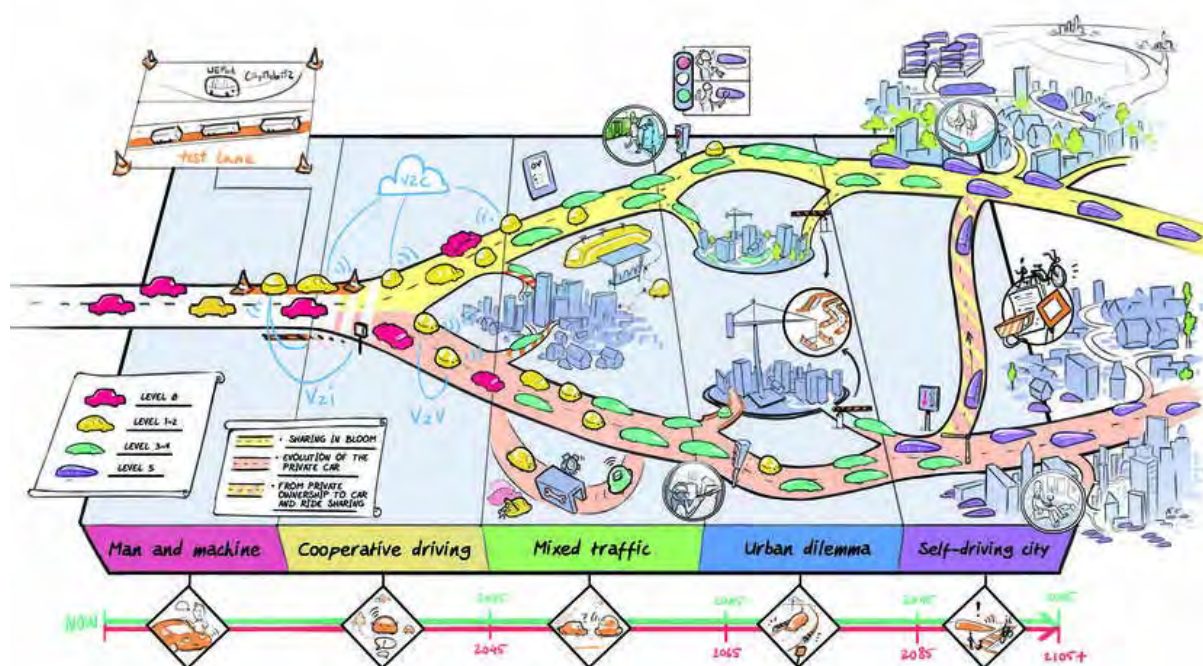 WEPod
CityMobil2
test lane
V2C
OV
V2i
V2V
LEVEL 0
LEVEL 1-2
LEVEL 3-4
LEVEL 5
• SHARING IN BLOOM
• EVOLUTION OF THE PRIVATE CAR
• FROM PRIVATE OWNERSHIP TO CAR AND RIDE SHARING
Man and machine
Cooperative driving
Mixed traffic
Urban dilemma
Self-driving city
NOW
2045
2065
2085
2105+